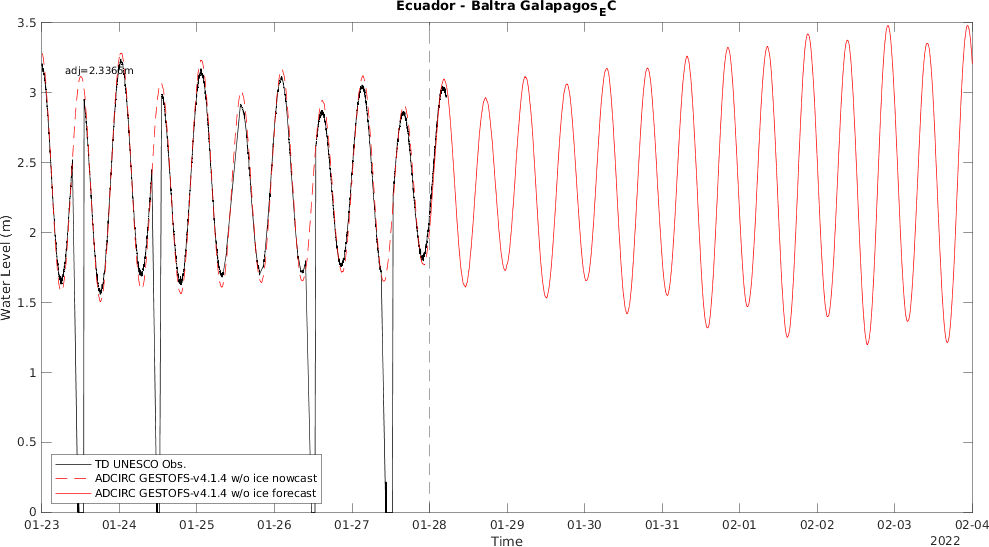 Ecuador - Baltra Galapagos_EC
3.5
3
2.5
2
1.5
1
0.5
0
Water Level (m)
adj=2.3366m
TD UNESCO Obs.
ADCIRC GESTOFS-v4.1.4 w/o ice nowcast
ADCIRC GESTOFS-v4.1.4 w/o ice forecast
01-23 01-24 01-25 01-26 01-27 01-28 01-29 01-30 01-31 02-01 02-02 02-03 02-04
Time
2022